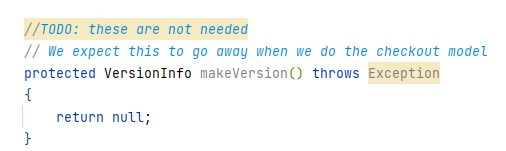 //TODO: these are not needed
// We expect this to go away when we do the checkout model
protected VersionInfo makeVersion() throws Exception
{
    return null;
}